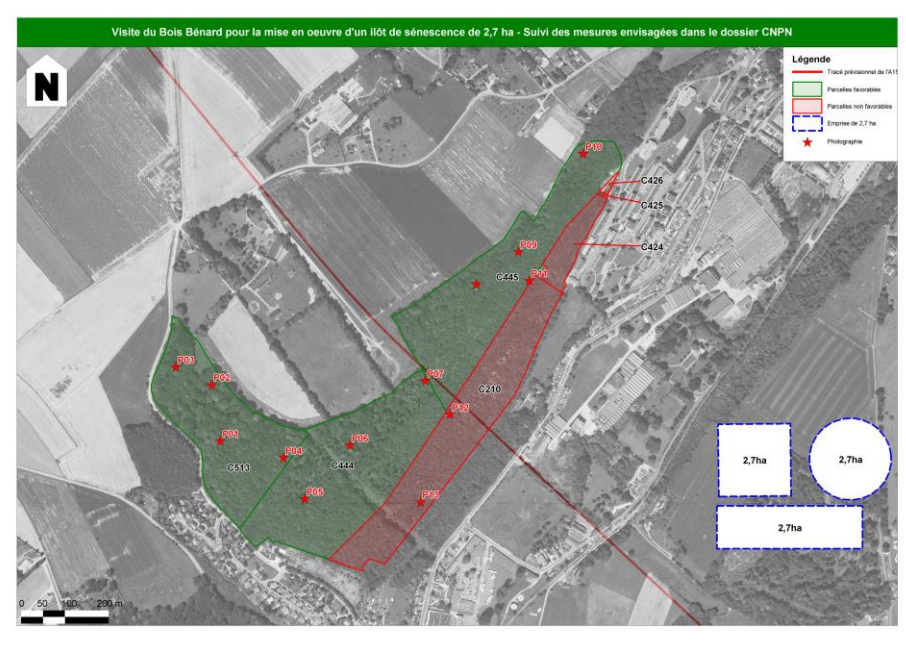 Visite du Bois Bénard pour la mise en oeuvre d'un ilôt de sénescence de 2,7 ha - Suivi des mesures envisagées dans le dossier CNPN
N
Légende
Tracé prévisionnel de l'A15
Parcelles favorables
Parcelles non favorables
Emprise de 2,7 ha
Photographie
P10
C426
C425
C424
P09
C445
P11
P03
P02
P07
C210
P12
P01
P06
P04
C513
C444
P05
P13
2,7ha
2,7ha
2,7ha
0 50 100 200 m